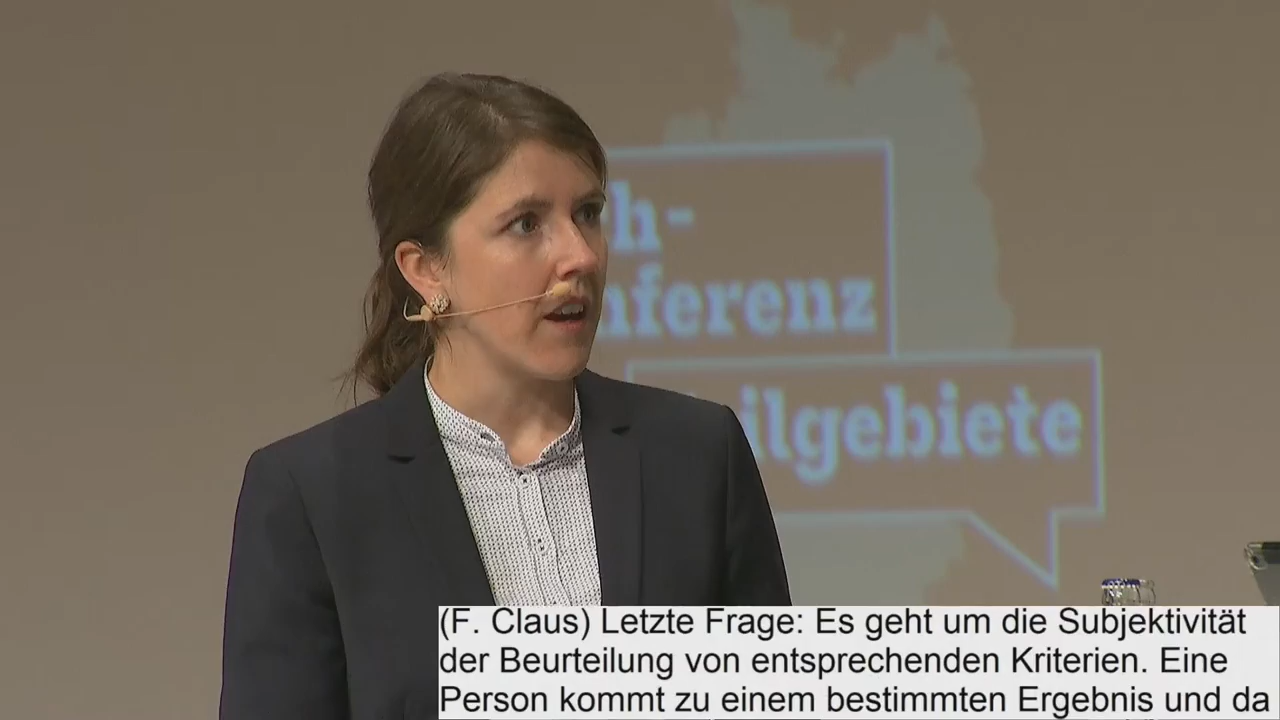 h-
nferenz
ilgebiete
(F. Claus) Letzte Frage: Es geht um die Subjektivität
der Beurteilung von entsprechenden Kriterien. Eine
Person kommt zu einem bestimmten Ergebnis und da